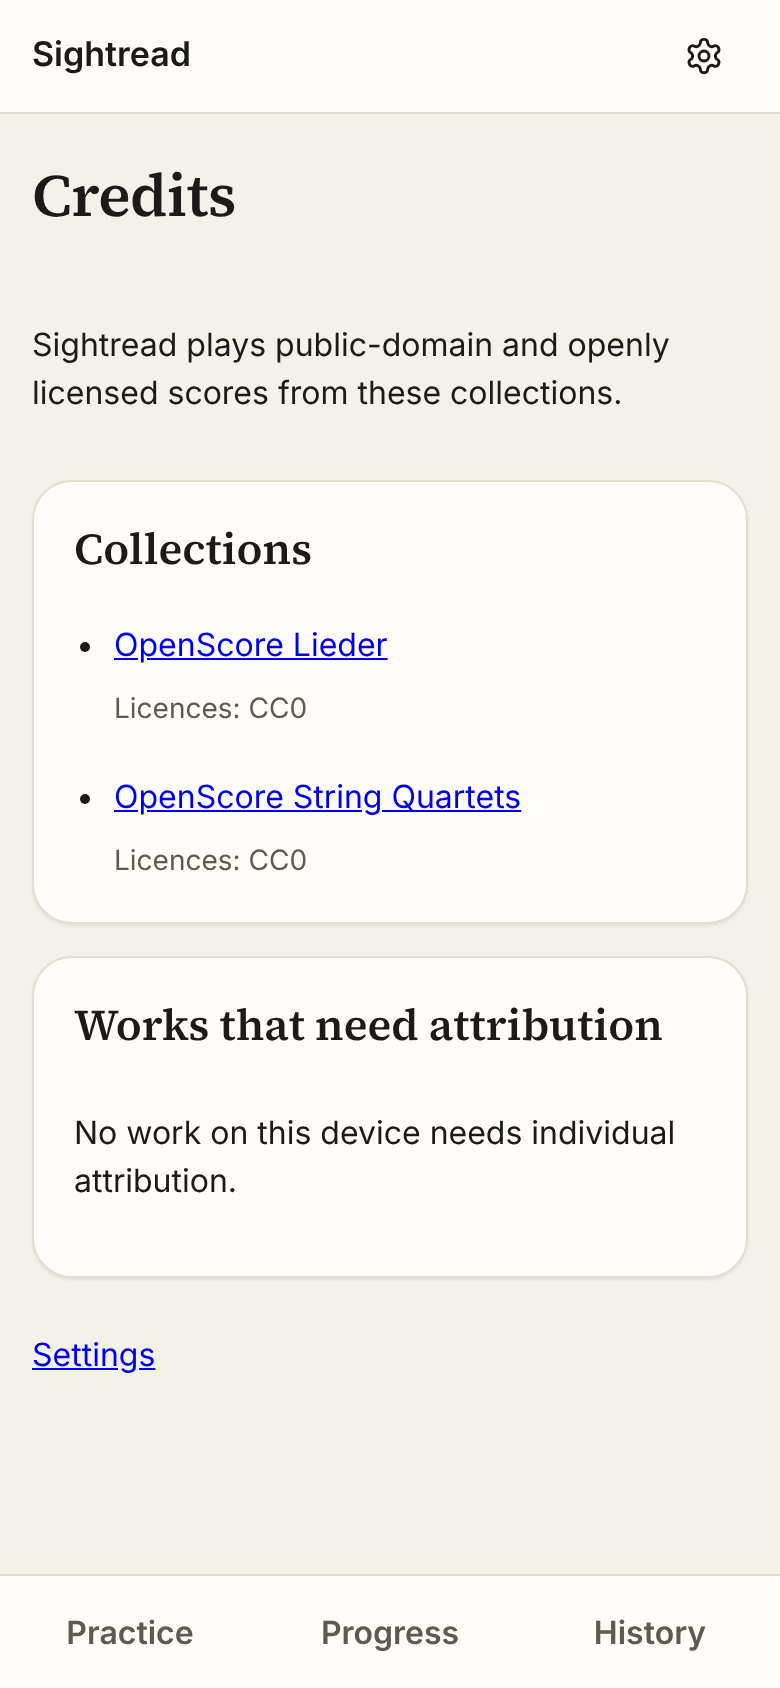 Sightread
Credits
Sightread plays public-domain and openly
licensed scores from these collections.
Collections
• OpenScore Lieder
Licences: CC0
• OpenScore String Quartets
Licences: CC0
Works that need attribution
No work on this device needs individual
attribution.
Settings
Practice Progress History